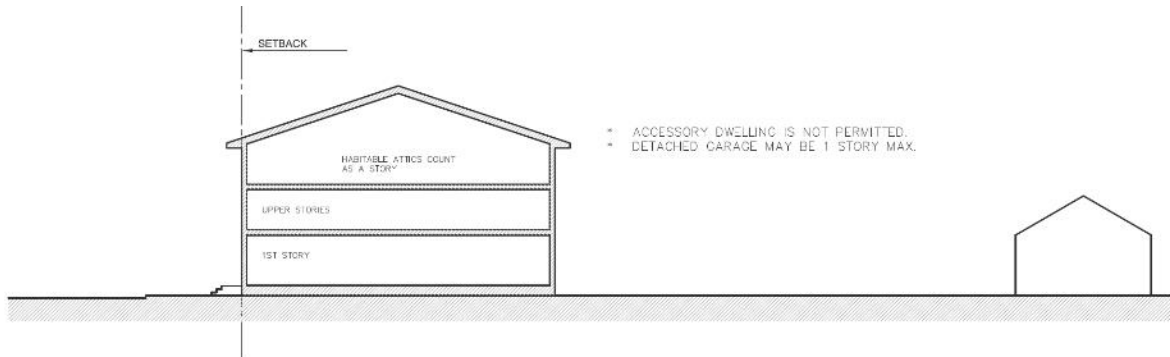 SETBACK
* ACCESSORY DWELLING IS NOT PERMITTED.
* DETACHED GARAGE MAY BE 1 STORY MAX.
HABITABLE ATTICS COUNT
AS A STORY
UPPER STORIES
1ST STORY